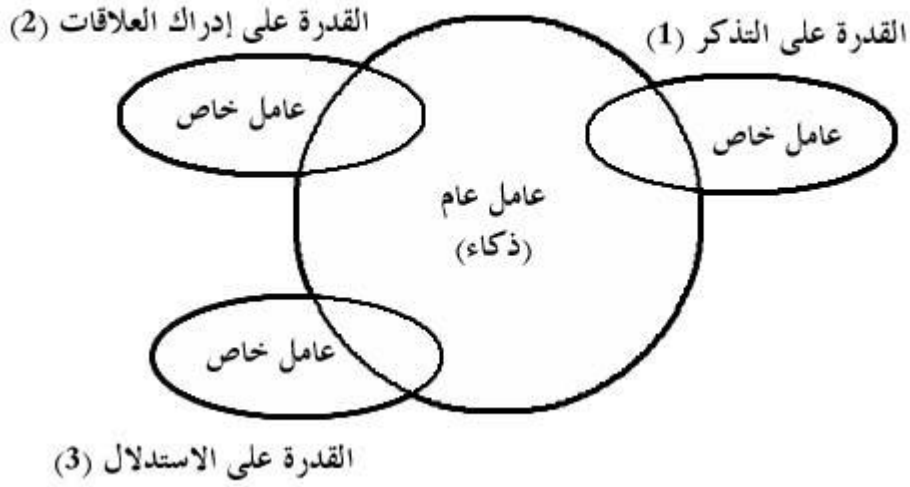 القدرة على التذكر (1)
القدرة على إدراك العلاقات (2)
عامل خاص
عامل خاص
عامل عام
(ذكاء)
عامل خاص
القدرة على الاستدلال (3)